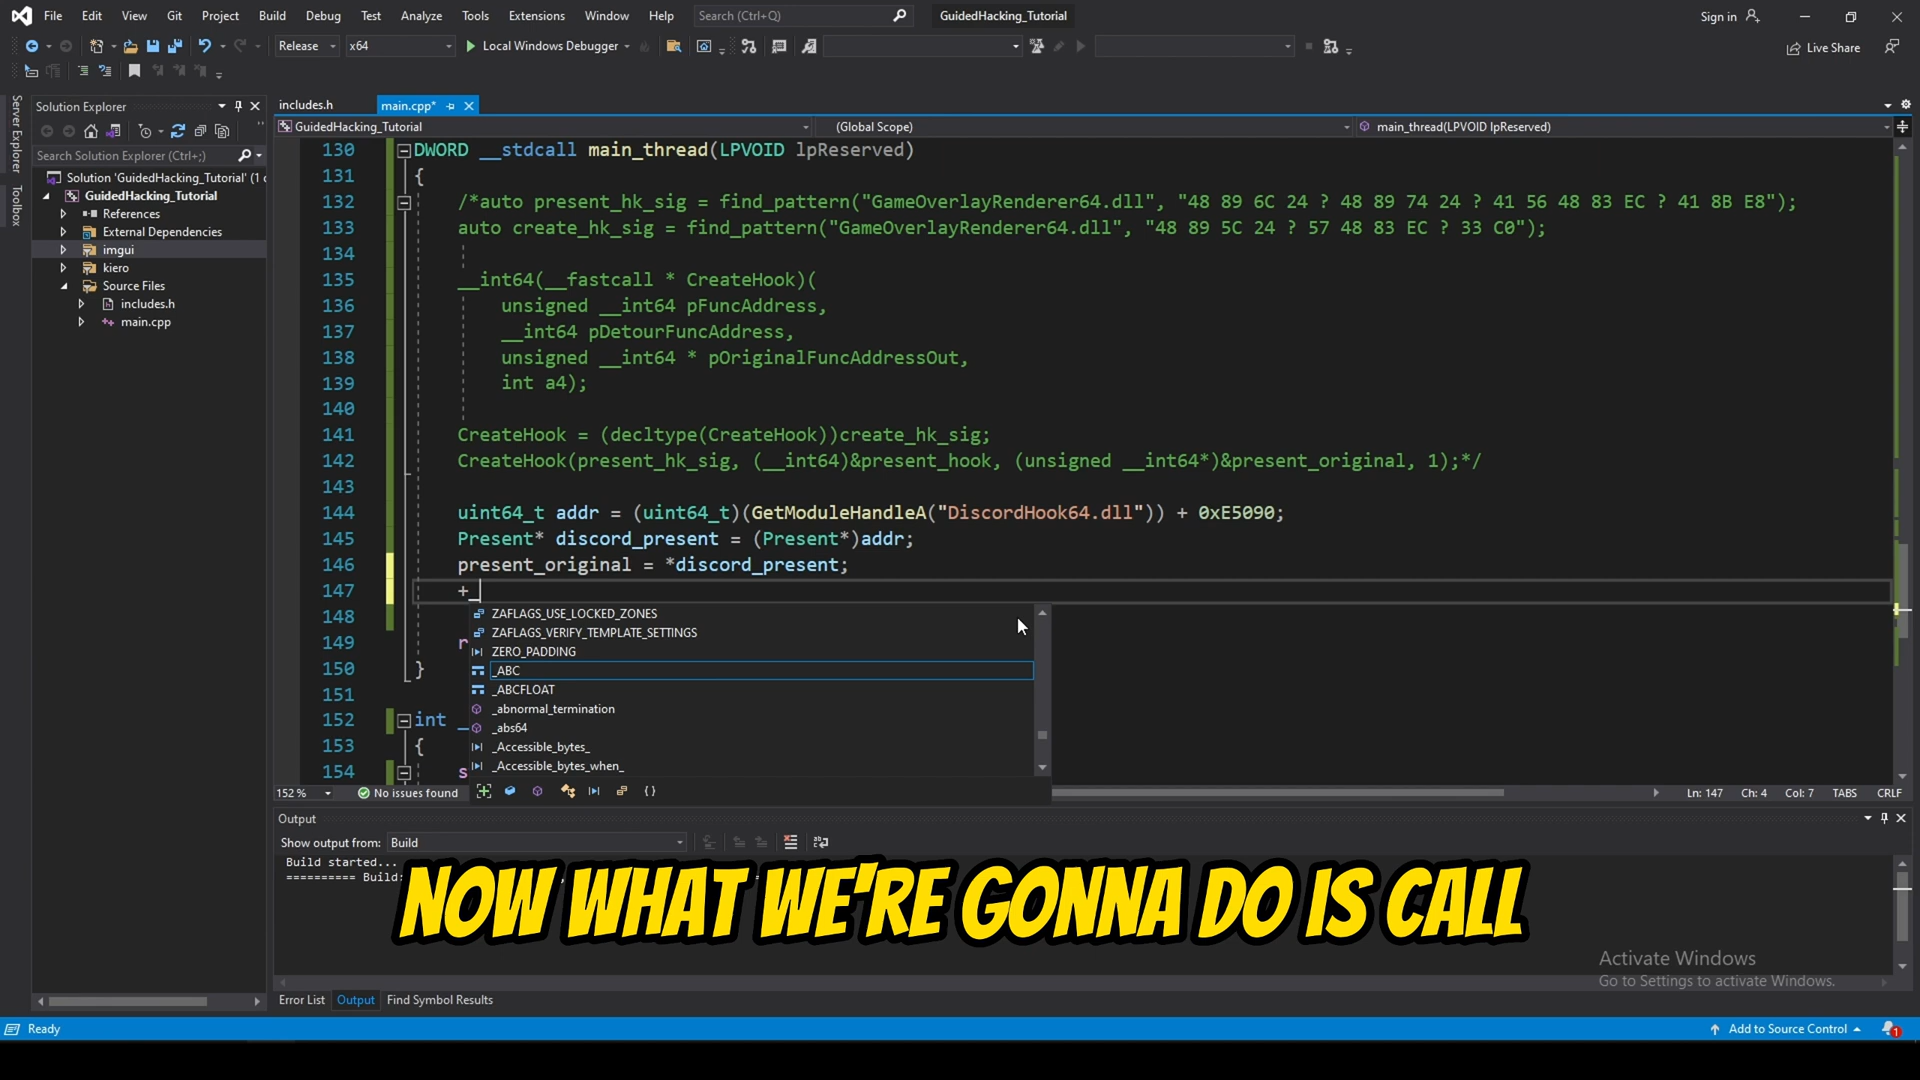 File Edit View Git Project Build Debug Test Analyze Tools Extensions Window Help Search (Ctrl+Q) GuidedHacking_Tutorial Sign in
Release x64 Local Windows Debugger Live Share
Server Explorer
Toolbox
Solution Explorer
Search Solution Explorer (Ctrl+;)
Solution 'GuidedHacking_Tutorial' (1 c
GuidedHacking_Tutorial
References
External Dependencies
imgui
kiero
Source Files
includes.h
main.cpp
includes.h main.cpp*
GuidedHacking_Tutorial (Global Scope) main_thread(LPVOID lpReserved)
130 DWORD __stdcall main_thread(LPVOID lpReserved)
131 {
132 /*auto present_hk_sig = find_pattern("GameOverlayRenderer64.dll", "48 89 6C 24 ? 48 89 74 24 ? 41 56 48 83 EC ? 41 8B E8");
133 auto create_hk_sig = find_pattern("GameOverlayRenderer64.dll", "48 89 5C 24 ? 57 48 83 EC ? 33 C0");
134
135 __int64(__fastcall * CreateHook)(
136 unsigned __int64 pFuncAddress,
137 __int64 pDetourFuncAddress,
138 unsigned __int64 * pOriginalFuncAddressOut,
139 int a4);
140
141 CreateHook = (decltype(CreateHook))create_hk_sig;
142 CreateHook(present_hk_sig, (__int64)&present_hook, (unsigned __int64*)&present_original, 1);*/
143
144 uint64_t addr = (uint64_t)(GetModuleHandleA("DiscordHook64.dll")) + 0xE5090;
145 Present* discord_present = (Present*)addr;
146 present_original = *discord_present;
147 +_
148
149 r
150 }
151
152 int _
153 {
154 s
ZAFLAGS_USE_LOCKED_ZONES
ZAFLAGS_VERIFY_TEMPLATE_SETTINGS
ZERO_PADDING
_ABC
_ABCFLOAT
_abnormal_termination
_abs64
_Accessible_bytes_
_Accessible_bytes_when_
152 % No issues found Ln: 147 Ch: 4 Col: 7 TABS CRLF
Output
Show output from: Build
Build started...
========== Build:
NOW WHAT WE'RE GONNA DO IS CALL
Activate Windows
Go to Settings to activate Windows.
Error List Output Find Symbol Results
Ready Add to Source Control 1